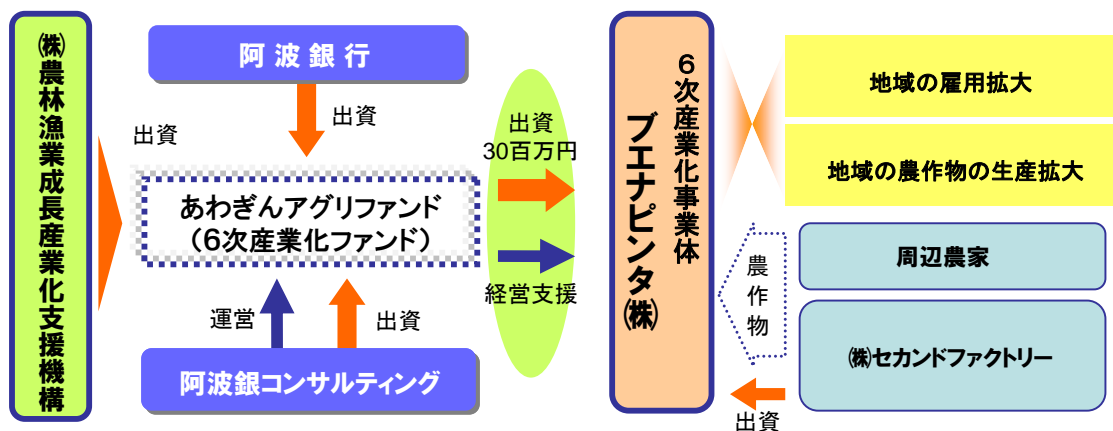 ㈱農林漁業成長産業化支援機構
出資
阿波銀行
出資
あわぎんアグリファンド
(6次産業化ファンド)
運営
出資
阿波銀コンサルティング
出資
30百万円
経営支援
6次産業化事業体
ブエナピンタ㈱
地域の雇用拡大
地域の農作物の生産拡大
農作物
周辺農家
㈱セカンドファクトリー
出資